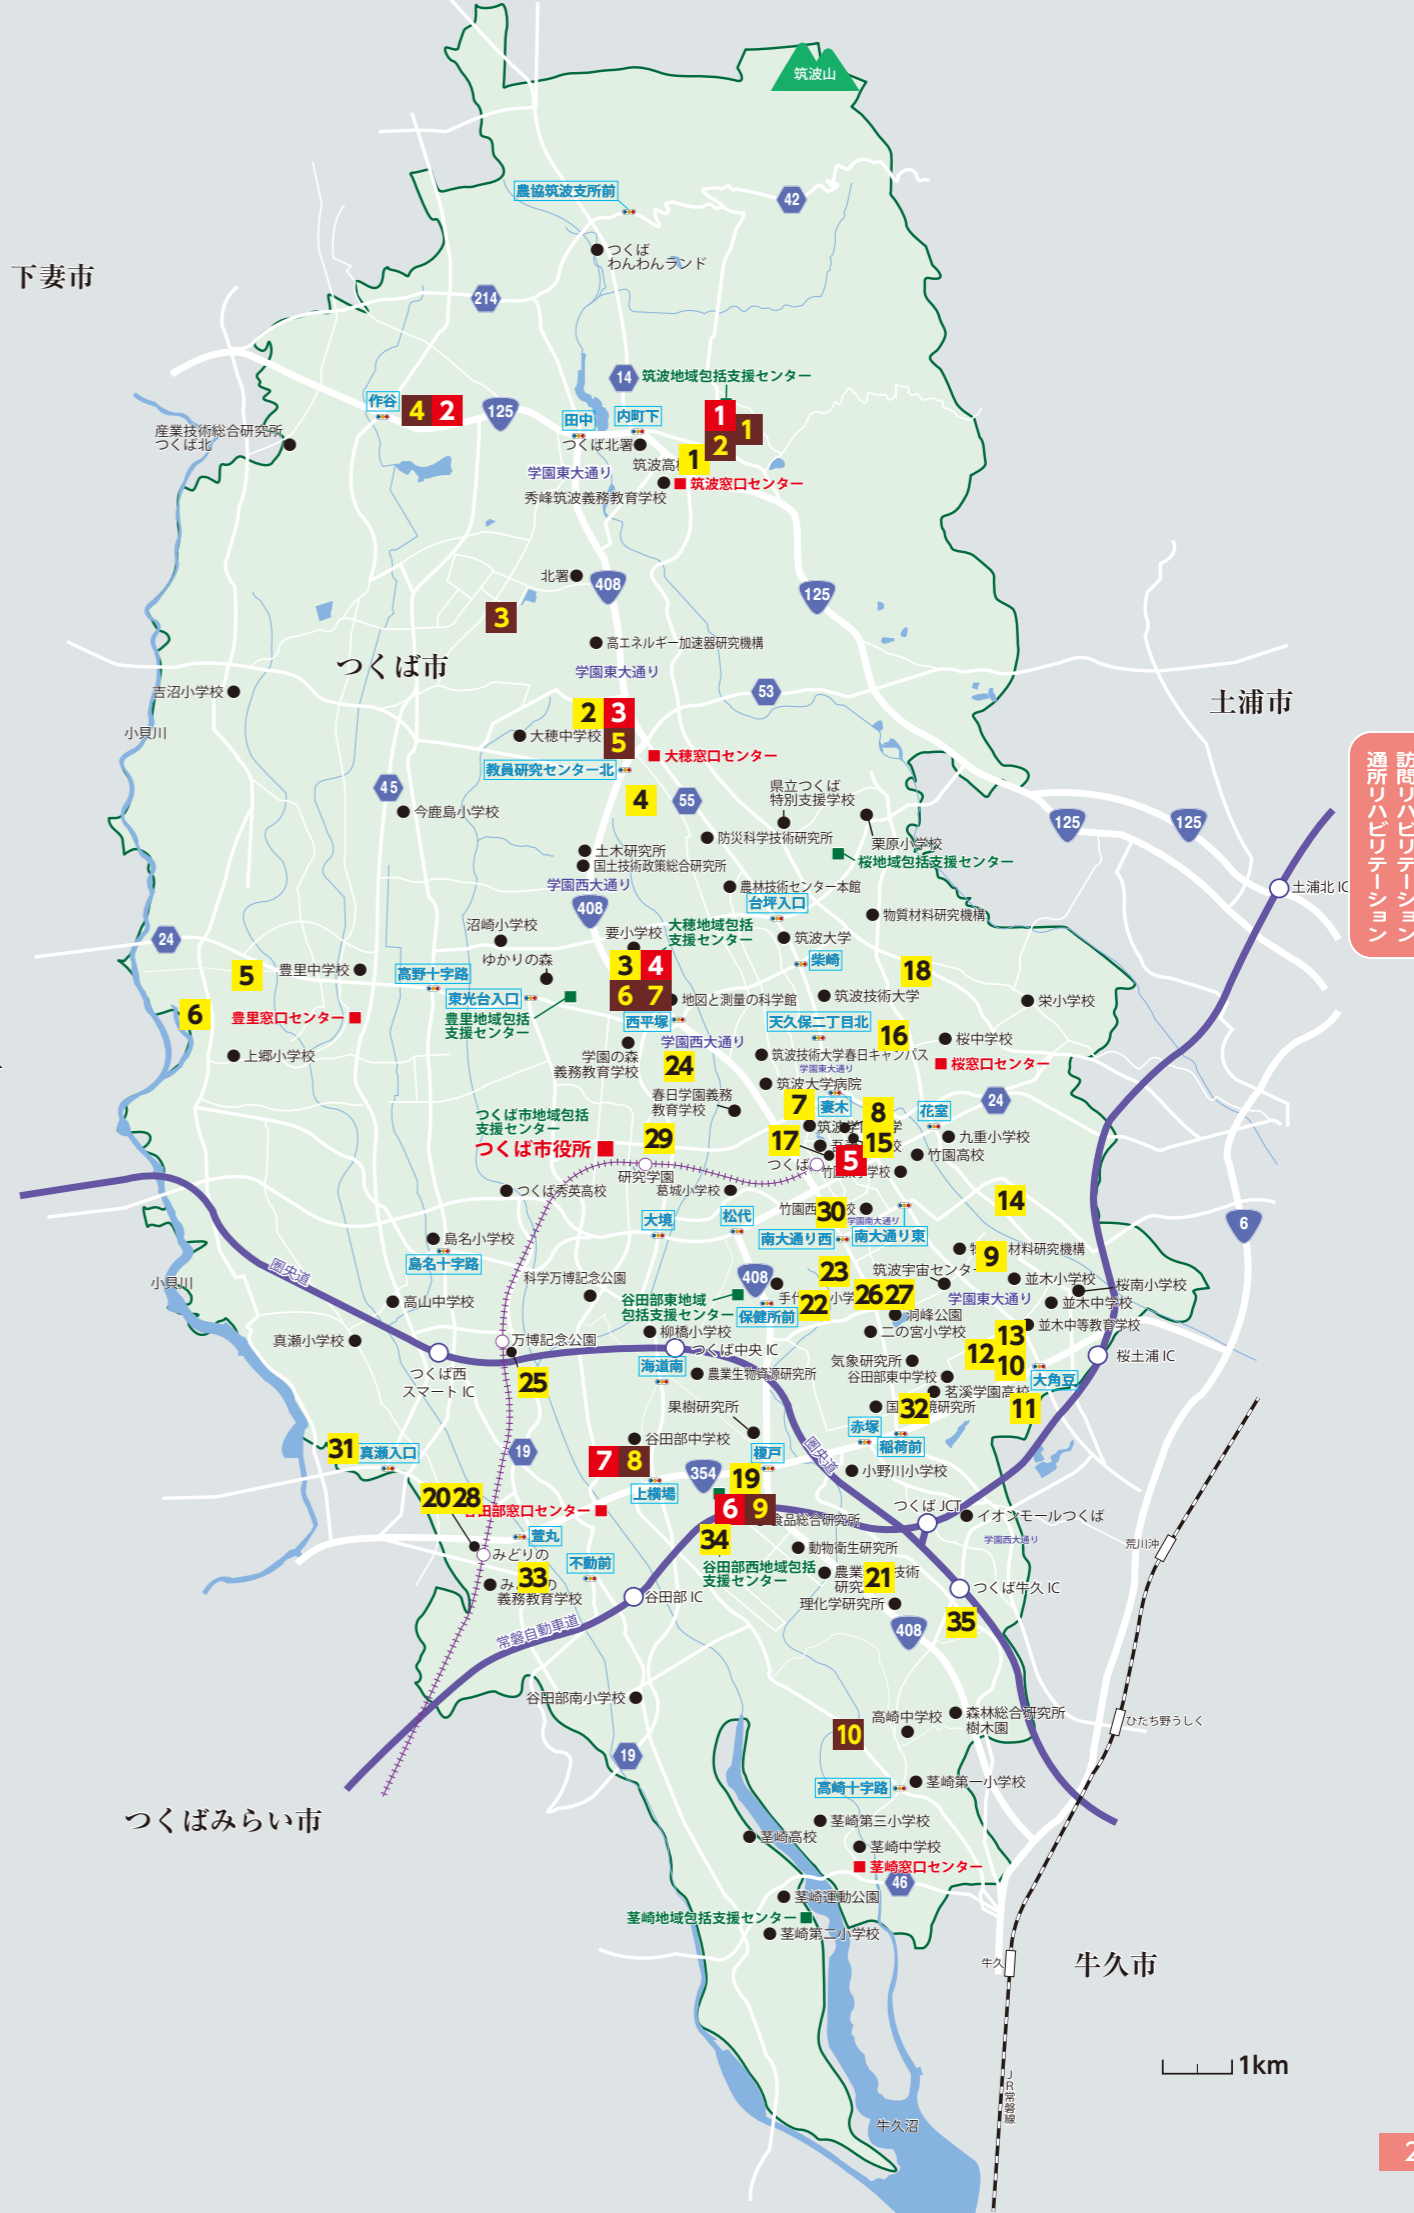 筑波山
農協筑波支所前
42
つくば
わんわんランド
下妻市
214
14
筑波地域包括支援センター
作谷
4
2
125
田中
内町下
1
1
2
産業技術総合研究所
つくば北
つくば北署
1
学園東大通り
筑波窓口センター
秀峰筑波義務教育学校
北署
408
125
3
高エネルギー加速器研究機構
つくば市
学園東大通り
吉沼小学校
53
土浦市
小貝川
2
3
5
大穂中学校
大穂窓口センター
教員研究センター北
45
4
55
県立つくば
特別支援学校
今鹿島小学校
125
125
防災科学技術研究所
栗原小学校
土木研究所
国土技術政策総合研究所
桜地域包括支援センター
学園西大通り
農林技術センター本館
土浦北 IC
訪問リハビリテーション
通所リハビリテーション
408
台坪入口
物質材料研究機構
沼崎小学校
要小学校
大穂地域包括
支援センター
筑波大学
24
ゆかりの森
3
4
柴崎
18
5
豊里中学校
高野十字路
6
7
地図と測量の科学館
筑波技術大学
栄小学校
東光台入口
6
豊里窓口センター
豊里地域包括
支援センター
西平塚
天久保二丁目北
16
桜中学校
上郷小学校
学園の森
義務教育学校
学園西大通り
24
筑波技術大学春日キャンパス
桜窓口センター
学園東大通り
筑波大学病院
春日学園義務
教育学校
7
妻木
8
花室
24
つくば市地域包括
支援センター
つくば市役所
29
17
15
九重小学校
竹園高校
5
つくば
研究学園
つくば秀英高校
葛城小学校
14
大境
松代
30
学園南大通り
南大通り西
南大通り東
6
島名小学校
島名十字路
9
圏央道
小貝川
科学万博記念公園
408
23
並木小学校
桜南小学校
高山中学校
谷田部東地域
包括支援センター
保健所前
22
26
27
学園東大通り
並木中学校
洞峰公園
真瀬小学校
万博記念公園
柳橋小学校
二の宮小学校
13
並木中等教育学校
つくば西
スマート IC
つくば中央 IC
12
10
桜土浦 IC
海道南
気象研究所
谷田部東中学校
大角豆
25
農業生物資源研究所
茗溪学園高校
32
11
果樹研究所
31
真瀬入口
19
谷田部中学校
榎戸
赤塚
稲荷前
圏央道
7
8
354
19
小野川小学校
20
28
上横場
谷田部窓口センター
6
9
食品総合研究所
つくば JCT
イオンモールつくば
萱丸
34
動物衛生研究所
学園西大通り
荒川沖
みどりの
不動前
谷田部西地域包括
支援センター
33
義務教育学校
21
つくば牛久 IC
谷田部 IC
理化学研究所
常磐自動車道
408
35
谷田部南小学校
10
高崎中学校
森林総合研究所
樹木園
ひたち野うしく
19
高崎十字路
茎崎第一小学校
つくばみらい市
茎崎第三小学校
茎崎高校
茎崎中学校
茎崎窓口センター
46
茎崎運動公園
茎崎地域包括支援センター
茎崎第二小学校
牛久
牛久市
1km
JR常磐線
牛久沼
2